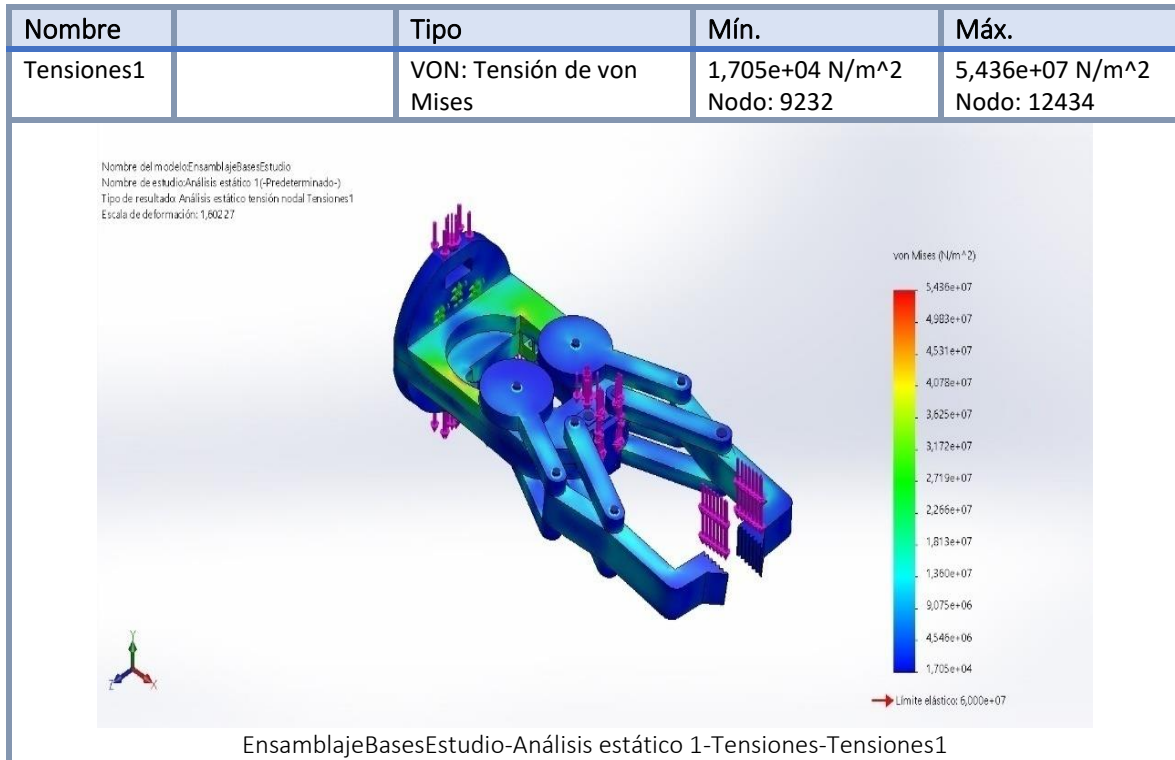 Nombre Tipo Mín. Máx.
Tensiones1 VON: Tensión de von 1,705e+04 N/m^2 5,436e+07 N/m^2
Mises Nodo: 9232 Nodo: 12434
Nombre del modelo:EnsamblajeBasesEstudio
Nombre de estudio:Análisis estático 1(-Predeterminado-)
Tipo de resultado: Análisis estático tensión nodal Tensiones1
Escala de deformación: 1,60227
von Mises (N/m^2)
5,436e+07
4,983e+07
4,531e+07
4,078e+07
3,625e+07
3,172e+07
2,719e+07
2,266e+07
1,813e+07
1,360e+07
9,075e+06
4,546e+06
1,705e+04
Límite elástico: 6,000e+07
Y
Z X
EnsamblajeBasesEstudio-Análisis estático 1-Tensiones-Tensiones1